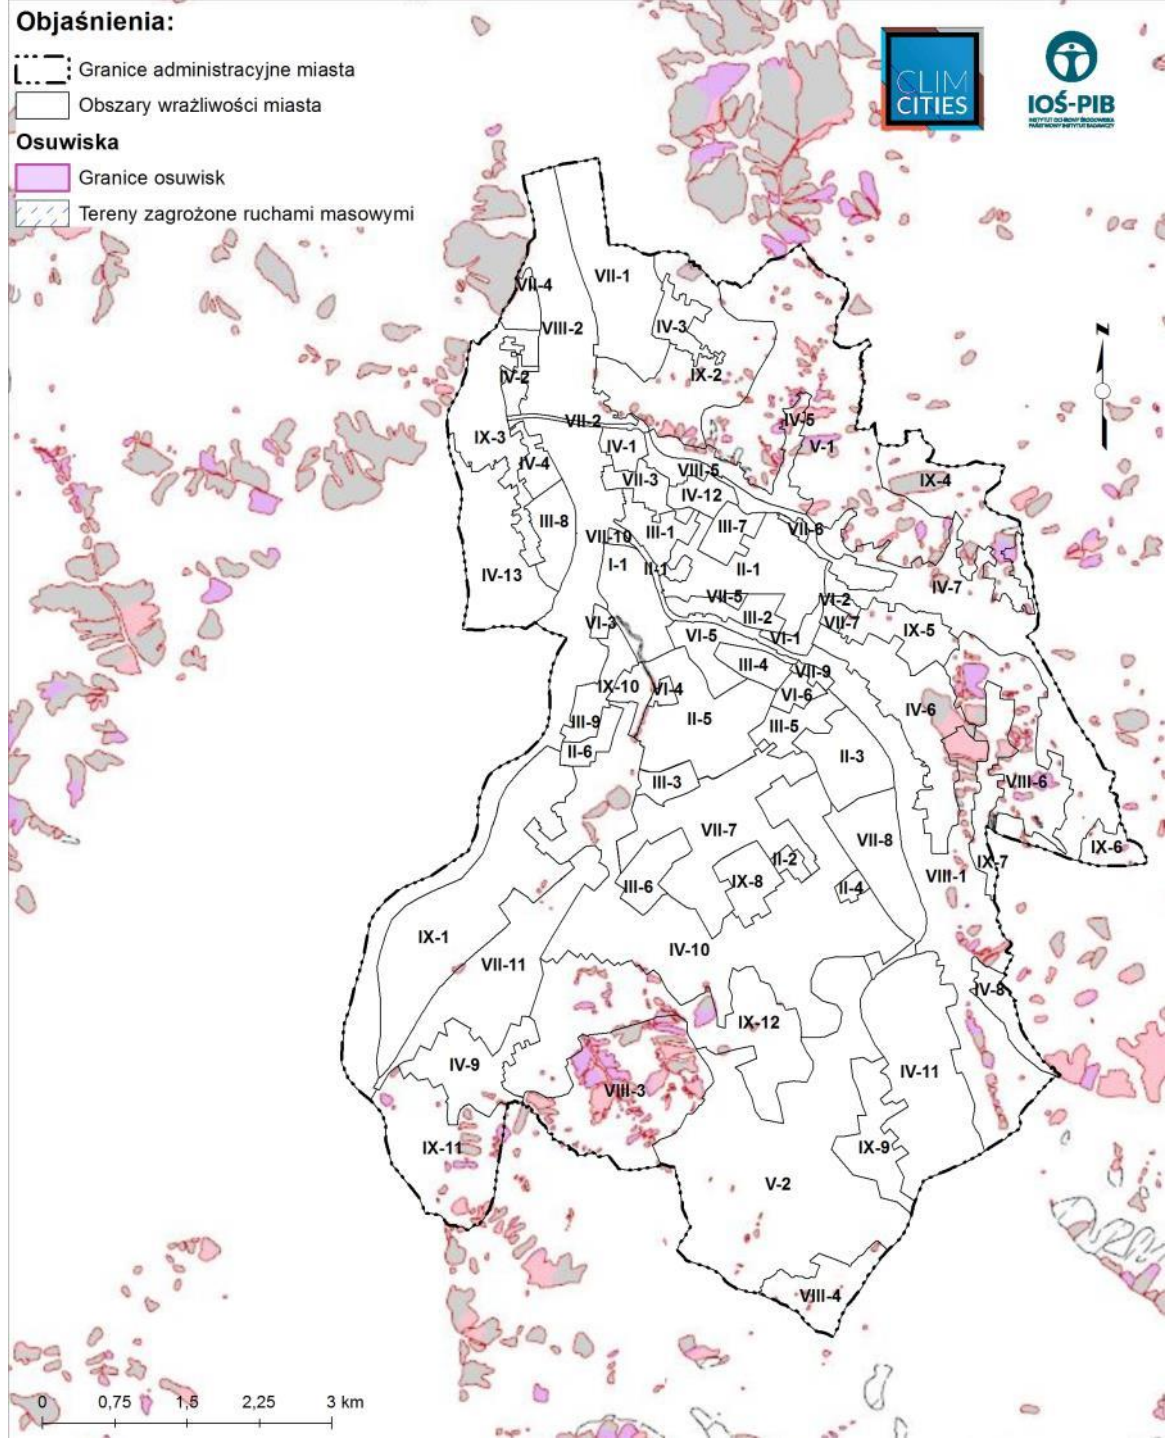 Objaśnienia:
Granice administracyjne miasta
Obszary wrażliwości miasta
Osuwiska
Granice osuwisk
Tereny zagrożone ruchami masowymi
CLIM
CITIES
IOŚ-PIB
INSTYTUT OCHRONY ŚRODOWISKA
PAŃSTWOWY INSTYTUT BADAWCZY
VII-4
VII-1
VIII-2
IV-3
IV-2
IX-2
VII-2
IV-5
IX-3
IV-1
V-1
IV-4
VIII-5
VII-3
IX-4
IV-12
III-8
III-1
III-7
VII-6
VII-10
I-1
II-1
II-1
IV-13
IV-7
VII-5
VI-2
VI-3
III-2
VII-7
IX-5
VI-5
VI-1
III-4
VII-9
IX-10
VI-4
VI-6
IV-6
III-9
II-5
III-5
II-6
II-3
III-3
VIII-6
VII-7
VII-8
II-2
IX-6
III-6
IX-8
II-4
VIII-1
IX-7
IX-1
IV-10
VII-11
IV-8
IX-12
IV-9
VIII-3
IV-11
IX-11
IX-9
V-2
VIII-4
N
0 0,75 1,5 2,25 3 km